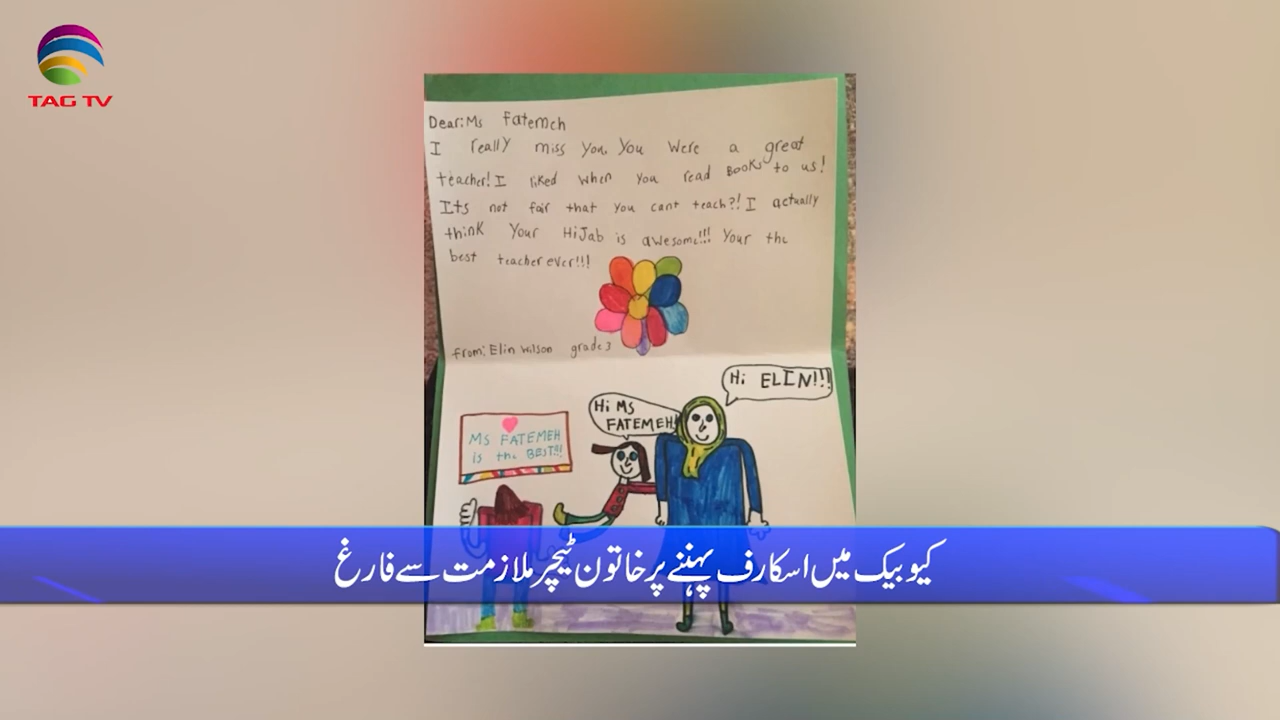 TAG TV
Dear: Ms Fatemeh
I really miss you. You were a great
teacher! I liked when you read Books to us!
Its not fair that you cant teach?! I actually
think your HiJab is awesome!!! Your the
best teacher ever!!!
from: Elin Wilson grade 3
Hi ELIN!!!
Hi MS
FATEMEH!
MS FATEMEH
is the BEST!!!
کیوبیک میں اسکارف پہننے پر خاتون ٹیچر ملازمت سے فارغ